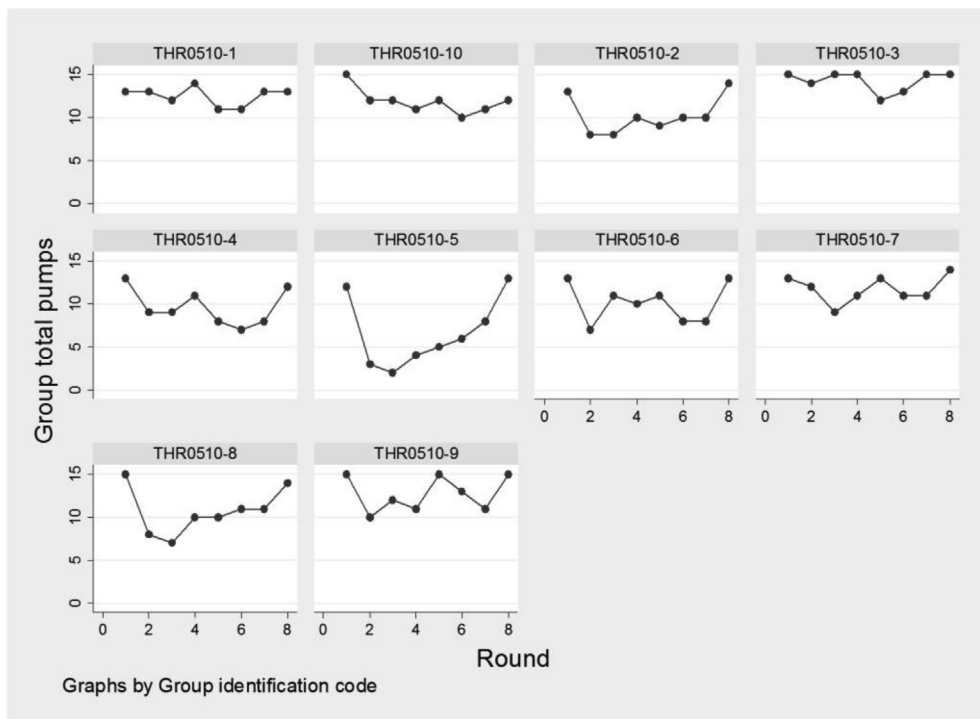 THR0510-1 THR0510-10 THR0510-2 THR0510-3
15
10
5
0
THR0510-4 THR0510-5 THR0510-6 THR0510-7
15
10
5
0
0 2 4 6 8 0 2 4 6 8
THR0510-8 THR0510-9
15
10
5
0
0 2 4 6 8 0 2 4 6 8
Group total pumps
Round
Graphs by Group identification code